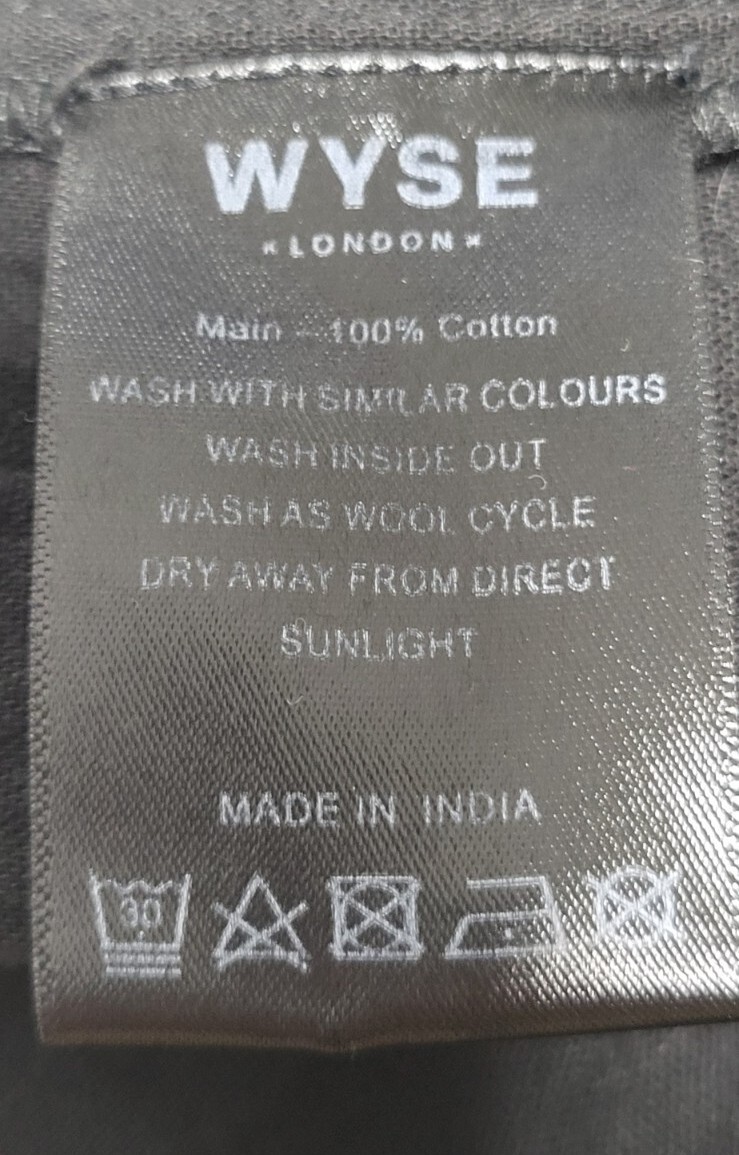 WYSE
×LONDON×
Main - 100% Cotton
WASH WITH SIMILAR COLOURS
WASH INSIDE OUT
WASH AS WOOL CYCLE
DRY AWAY FROM DIRECT
SUNLIGHT
MADE IN INDIA
30